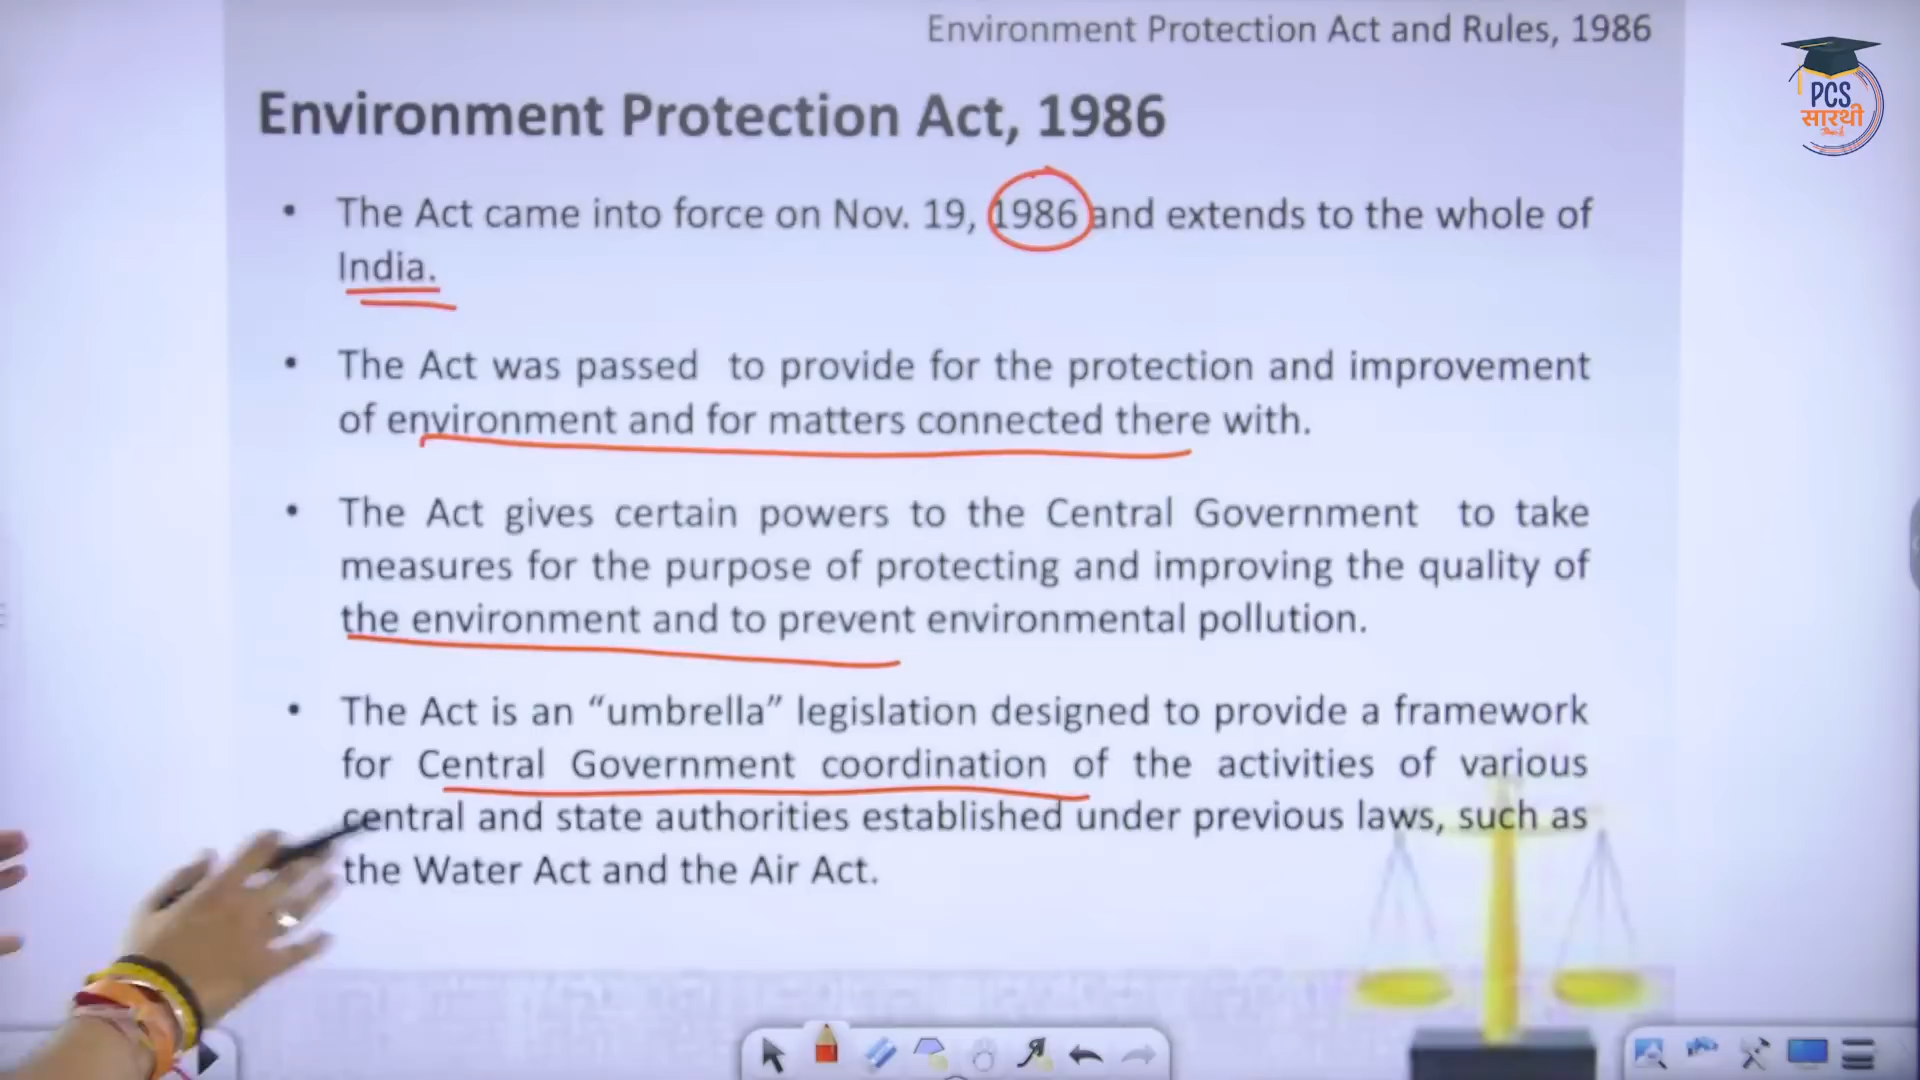 Environment Protection Act and Rules, 1986
PCS
सारथी
Environment Protection Act, 1986
• The Act came into force on Nov. 19, 1986 and extends to the whole of
India.
• The Act was passed to provide for the protection and improvement
of environment and for matters connected there with.
• The Act gives certain powers to the Central Government to take
measures for the purpose of protecting and improving the quality of
the environment and to prevent environmental pollution.
• The Act is an “umbrella” legislation designed to provide a framework
for Central Government coordination of the activities of various
central and state authorities established under previous laws, such as
the Water Act and the Air Act.